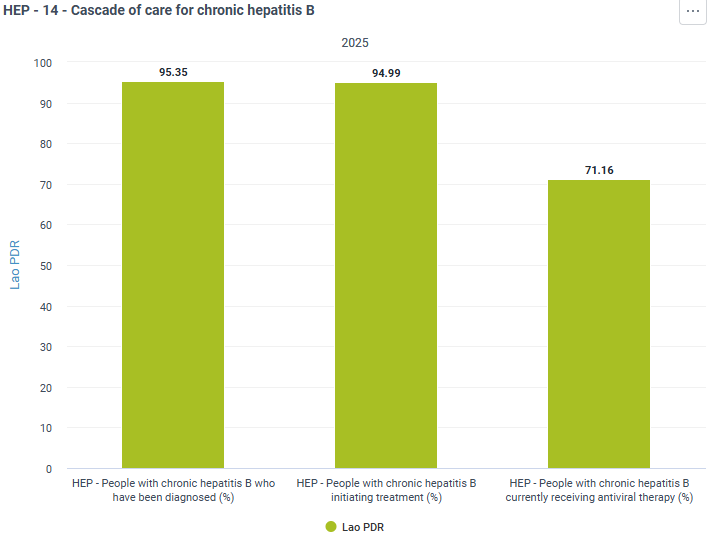 HEP - 14 - Cascade of care for chronic hepatitis B
...
2025
100
90
80
70
60
50
40
30
20
10
0
Lao PDR
95.35
94.99
71.16
HEP - People with chronic hepatitis B who
have been diagnosed (%)
HEP - People with chronic hepatitis B
initiating treatment (%)
HEP - People with chronic hepatitis B
currently receiving antiviral therapy (%)
Lao PDR